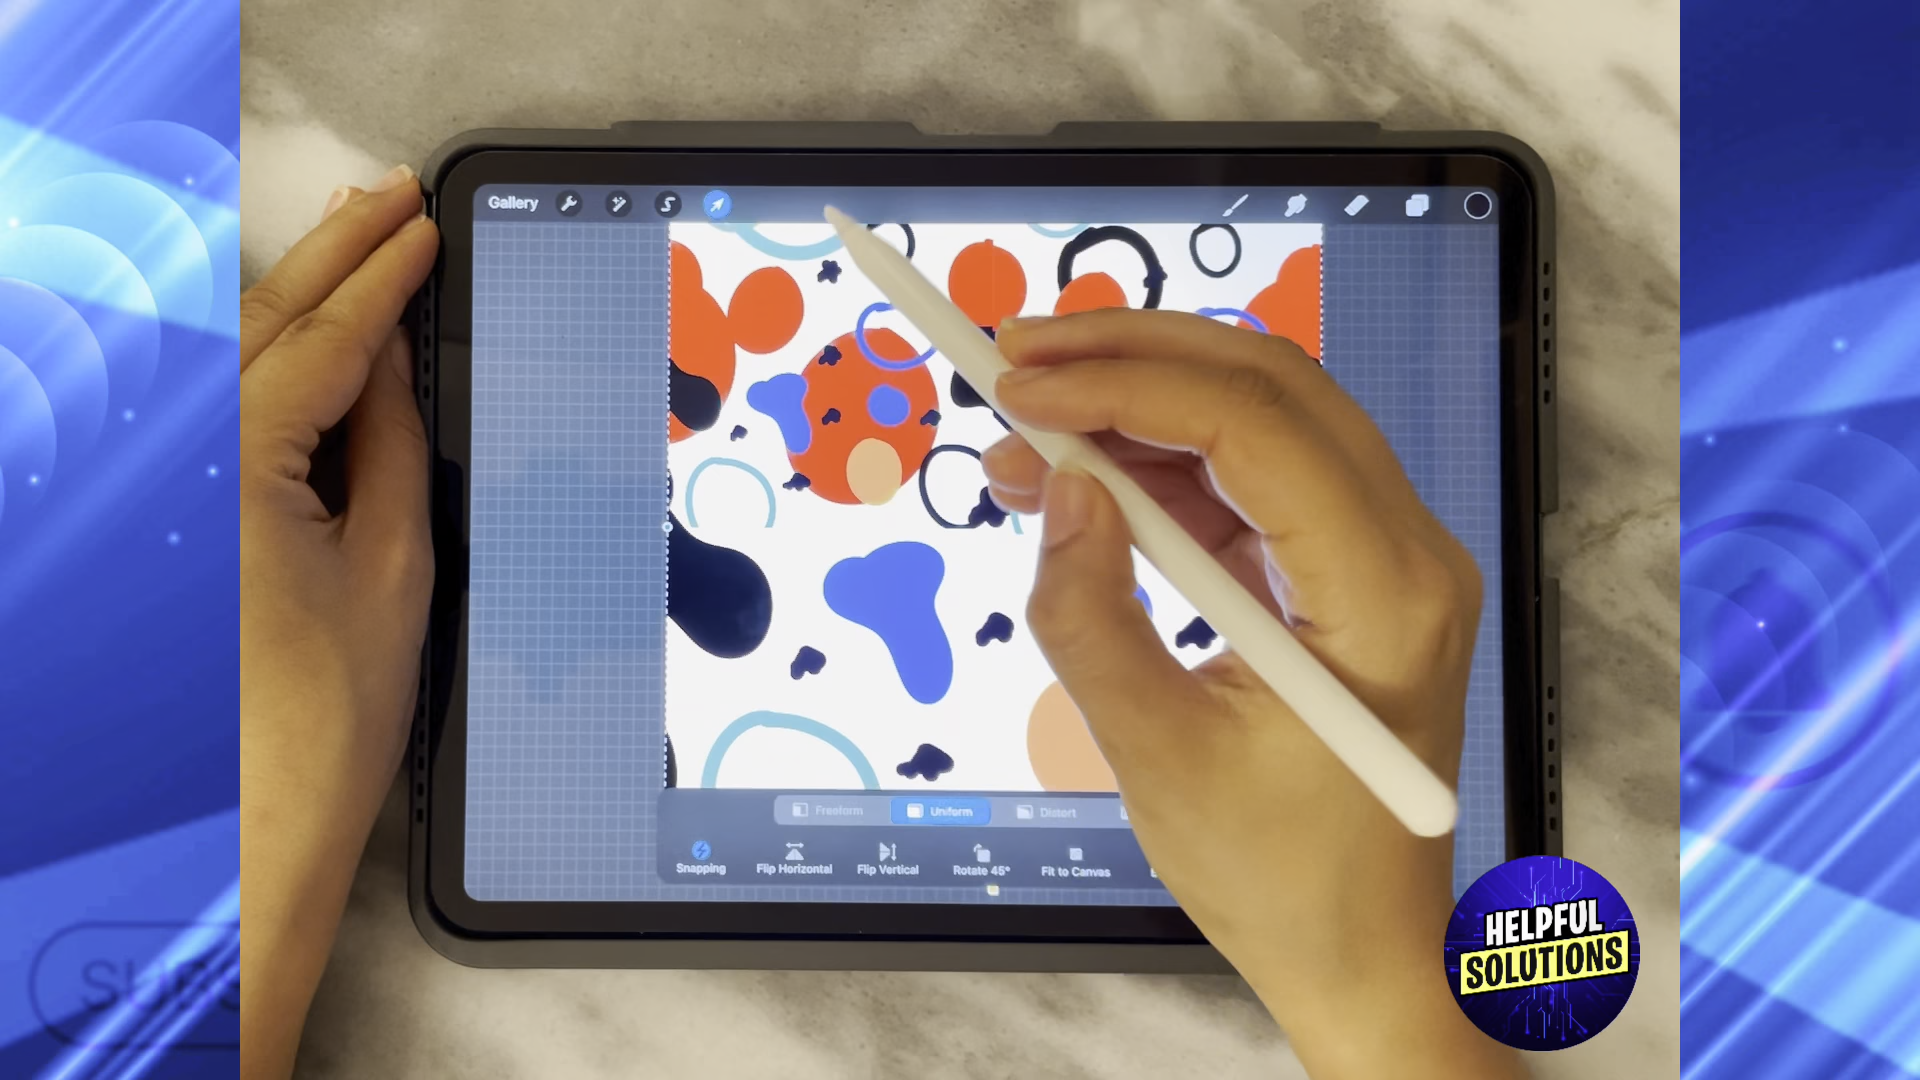 Gallery
Freeform
Uniform
Distort
Snapping
Flip Horizontal
Flip Vertical
Rotate 45°
Fit to Canvas
HELPFUL
SOLUTIONS